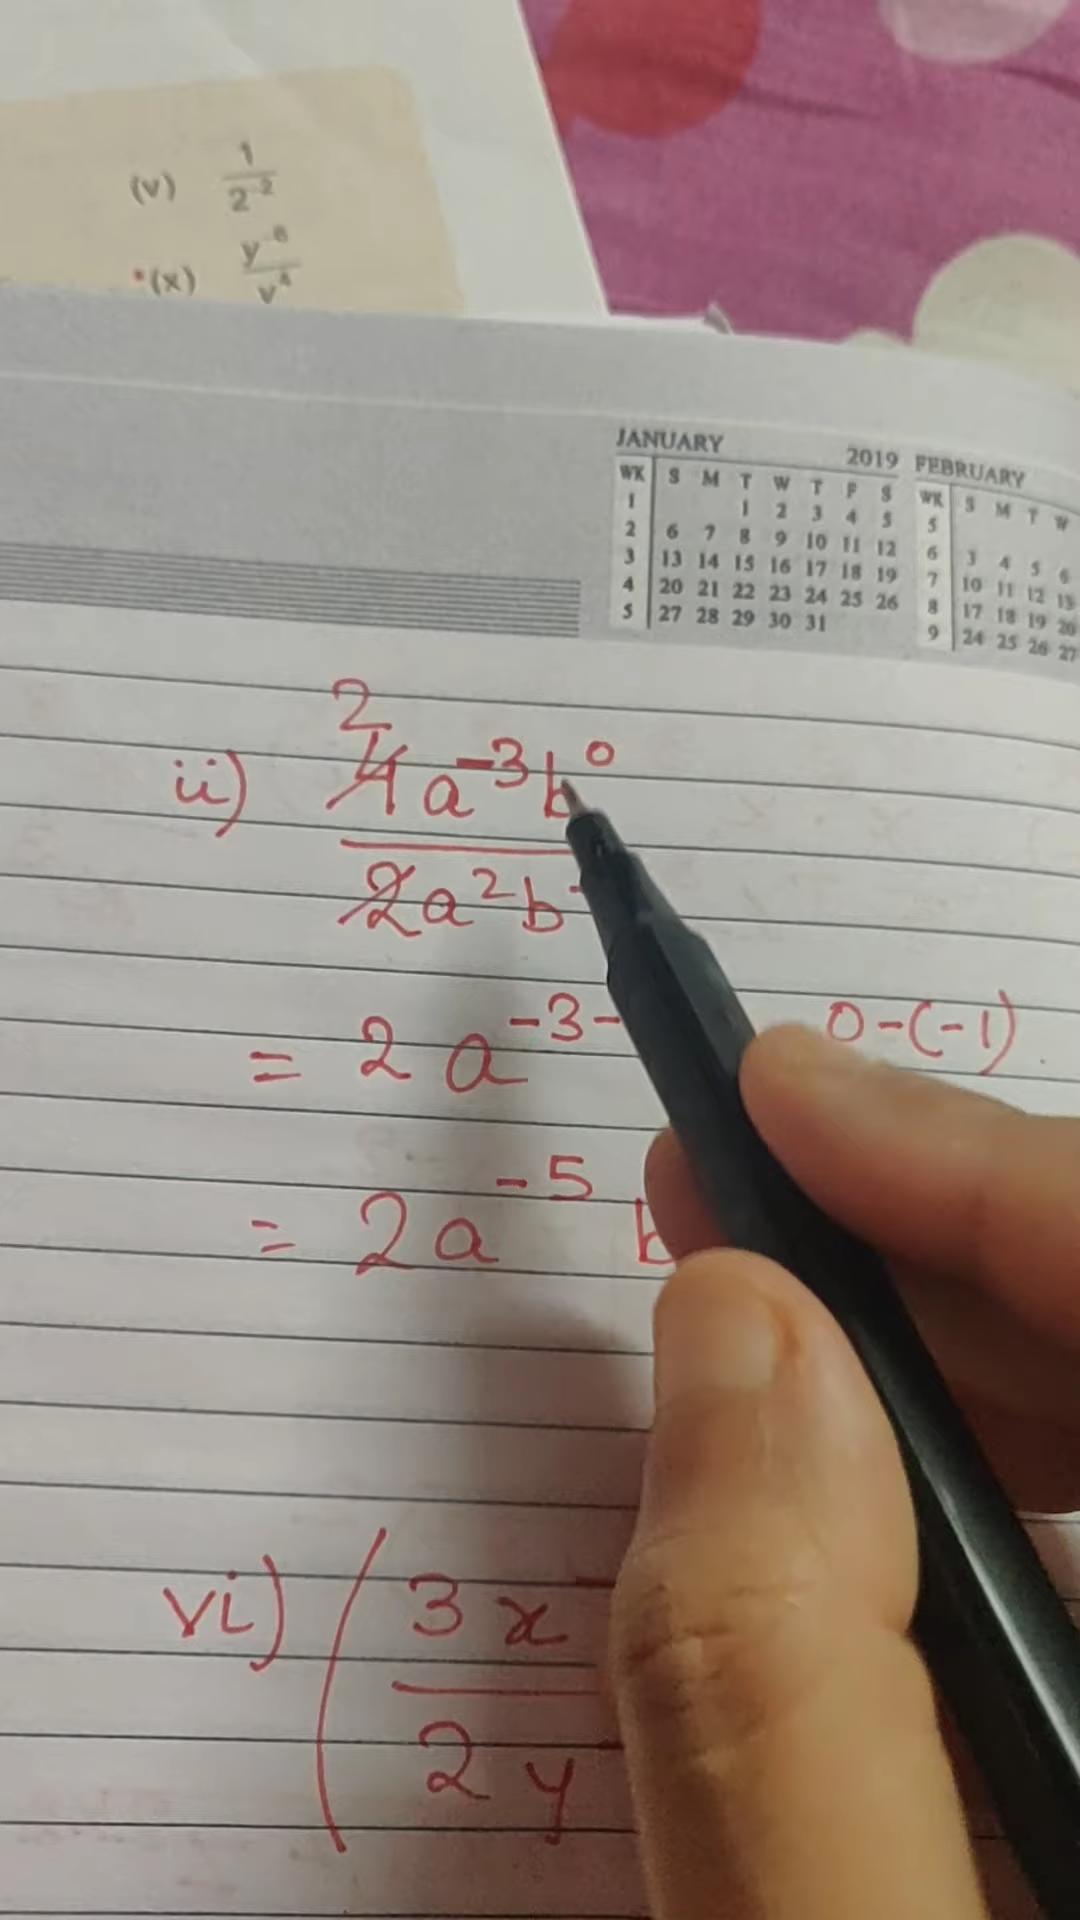 (v) 1
2⁻²
•(x) y⁻⁸
v⁴
JANUARY 2019 FEBRUARY
WK S M T W T F S WK S M T W
1 1 2 3 4 5 5
2 6 7 8 9 10 11 12 6 3 4 5 6
3 13 14 15 16 17 18 19 7 10 11 12 13
4 20 21 22 23 24 25 26 8 17 18 19 20
5 27 28 29 30 31 9 24 25 26 27
2
ii) 4a⁻³b⁰
2a²b
= 2a⁻³⁻ 0-(-1)
= 2a⁻⁵ b
vi) ( 3x
2y